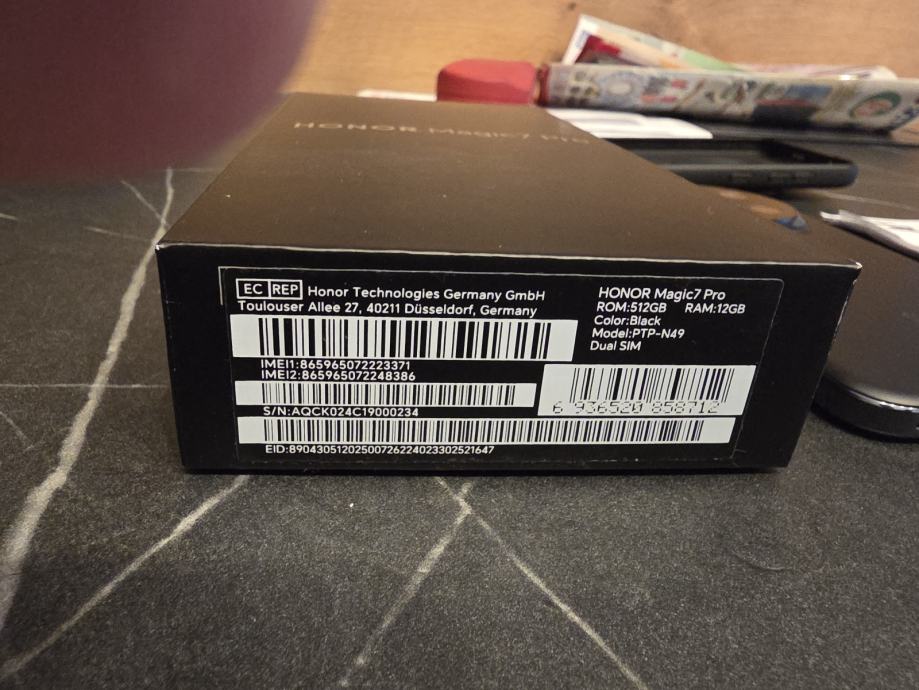 HONOR Magic7 Pro
EC REP Honor Technologies Germany GmbH
Toulouser Allee 27, 40211 Düsseldorf, Germany
IMEI1:865965072223371
IMEI2:865965072248386
S/N:AQCK024C19000234
EID:89043051202500726224023302521647
HONOR Magic7 Pro
ROM:512GB RAM:12GB
Color:Black
Model:PTP-N49
Dual SIM
6 936520 858712